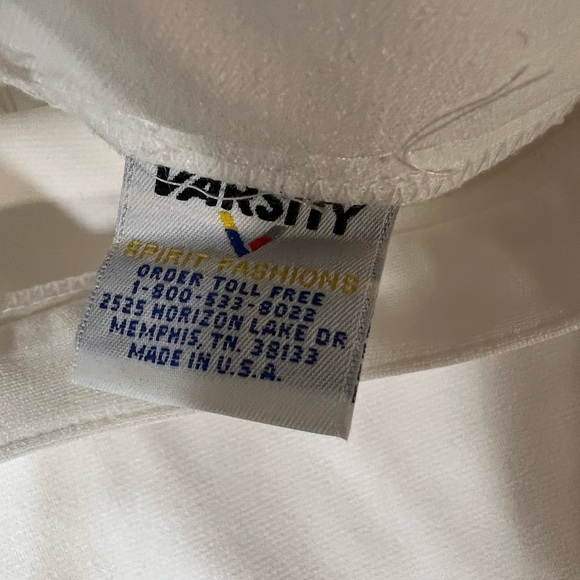 VARSITY
SPIRIT FASHIONS
ORDER TOLL FREE
1-800-533-8022
2525 HORIZON LAKE DR
MEMPHIS, TN, 38133
MADE IN U.S.A.